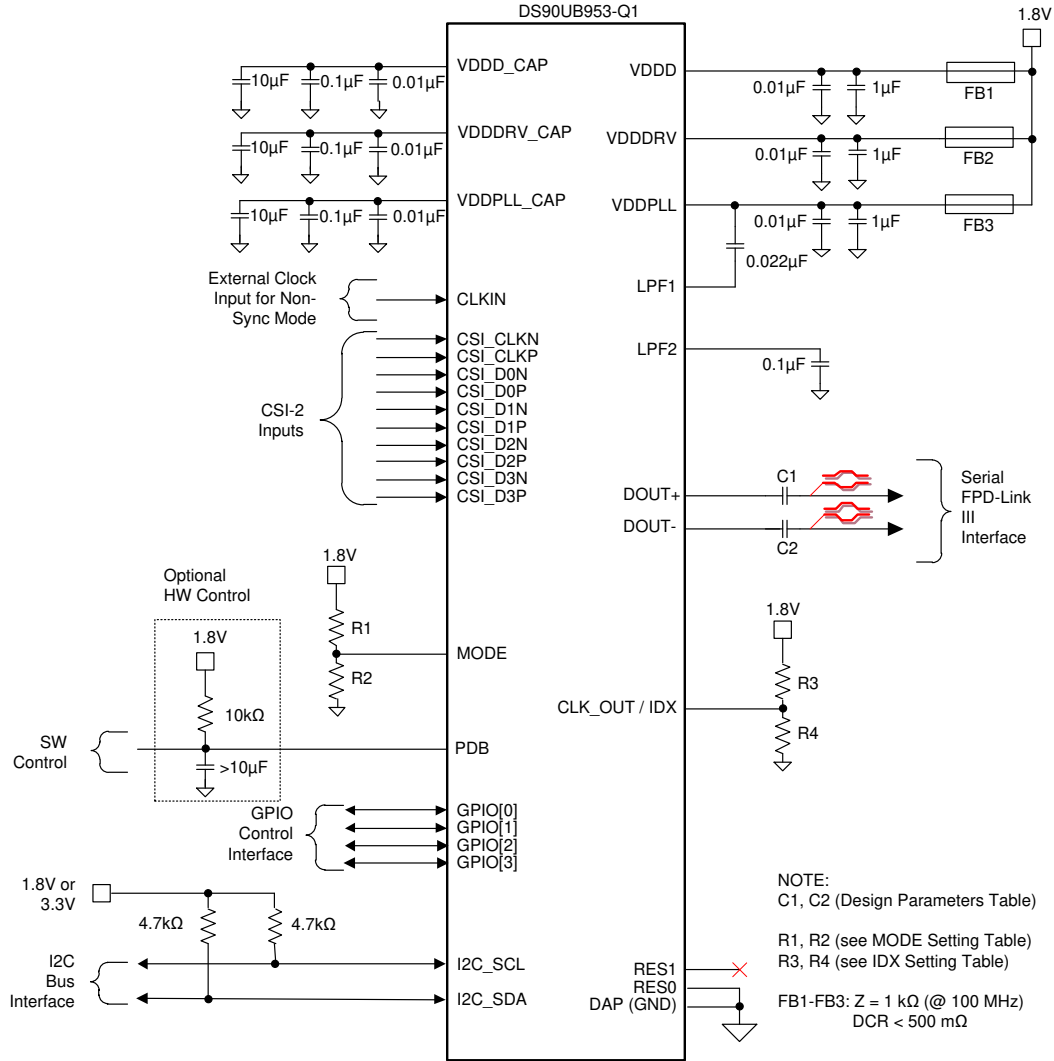 DS90UB953-Q1
1.8V
VDDD_CAP
10µF
0.1µF
0.01µF
VDDDRV_CAP
10µF
0.1µF
0.01µF
VDDPLL_CAP
10µF
0.1µF
0.01µF
VDDD
0.01µF
1µF
FB1
VDDDRV
0.01µF
1µF
FB2
VDDPLL
0.01µF
1µF
FB3
0.022µF
LPF1
LPF2
0.1µF
External Clock
Input for Non-
Sync Mode
CLKIN
CSI-2
Inputs
CSI_CLKN
CSI_CLKP
CSI_D0N
CSI_D0P
CSI_D1N
CSI_D1P
CSI_D2N
CSI_D2P
CSI_D3N
CSI_D3P
DOUT+
DOUT-
C1
C2
Serial
FPD-Link
III
Interface
1.8V
R1
R2
MODE
Optional
HW Control
1.8V
10kΩ
>10µF
SW
Control
PDB
1.8V
R3
R4
CLK_OUT / IDX
GPIO
Control
Interface
GPIO[0]
GPIO[1]
GPIO[2]
GPIO[3]
1.8V or
3.3V
4.7kΩ
4.7kΩ
I2C
Bus
Interface
I2C_SCL
I2C_SDA
RES1
RES0
DAP (GND)
NOTE:
C1, C2 (Design Parameters Table)
R1, R2 (see MODE Setting Table)
R3, R4 (see IDX Setting Table)
FB1-FB3: Z = 1 kΩ (@ 100 MHz)
DCR < 500 mΩ